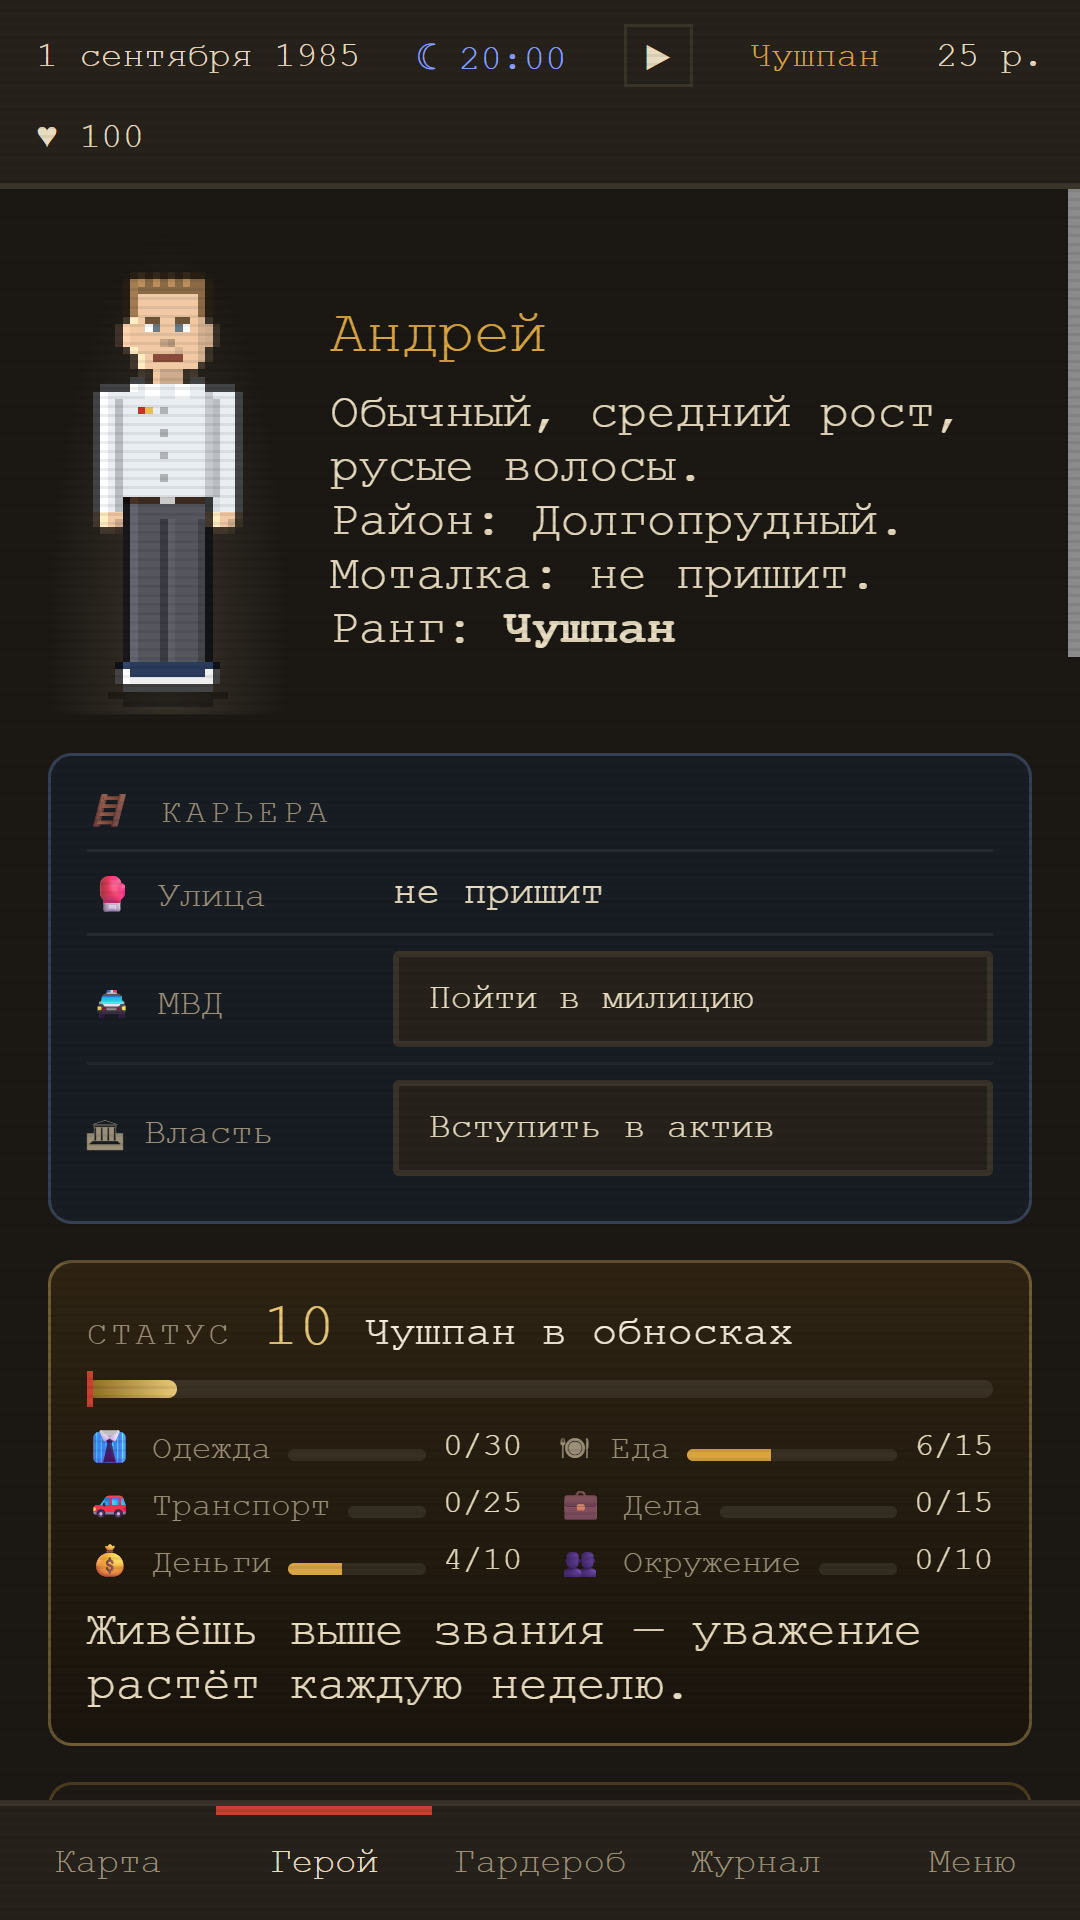 1 сентября 1985 ☾ 20:00 ▶ Чушпан 25 р.
♥ 100
Андрей
Обычный, средний рост,
русые волосы.
Район: Долгопрудный.
Моталка: не пришит.
Ранг: Чушпан
КАРЬЕРА
Улица не пришит
МВД Пойти в милицию
Власть Вступить в актив
СТАТУС 10 Чушпан в обносках
Одежда 0/30 Еда 6/15
Транспорт 0/25 Дела 0/15
Деньги 4/10 Окружение 0/10
Живёшь выше звания — уважение
растёт каждую неделю.
Карта Герой Гардероб Журнал Меню